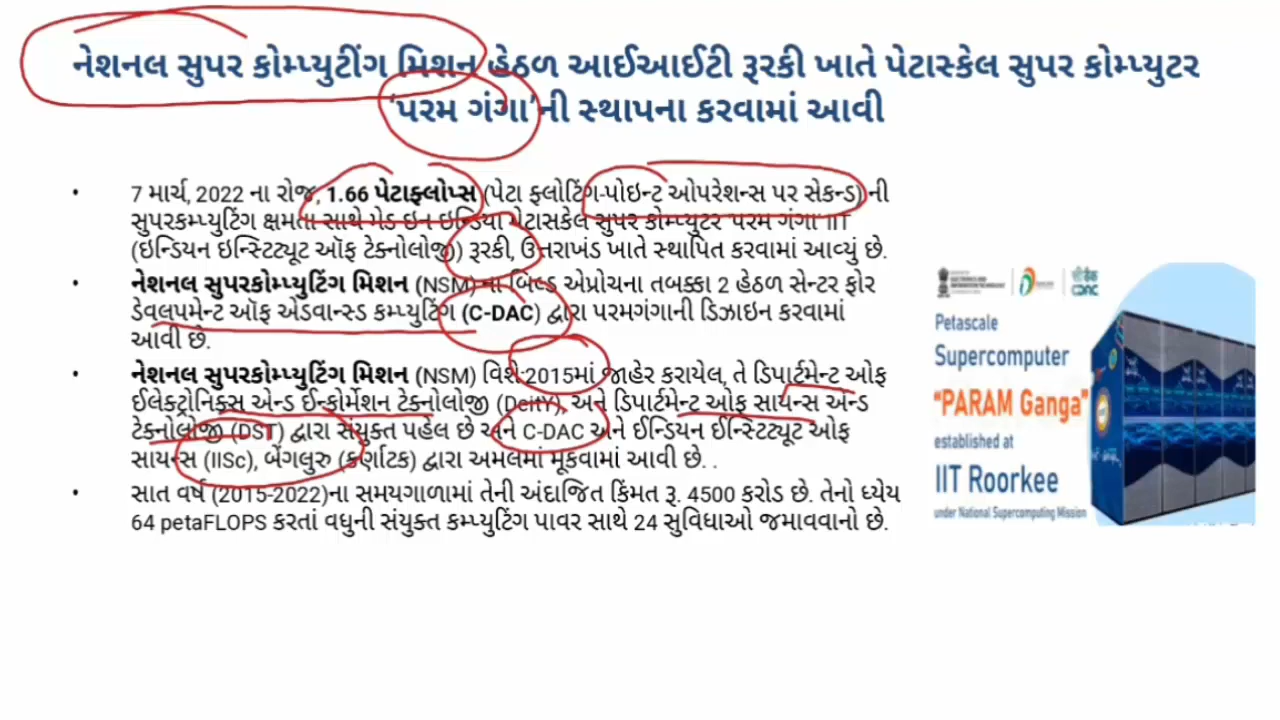 નેશનલ સુપર કોમ્પ્યુટીંગ મિશન હેઠળ આઈઆઈટી રૂરકી ખાતે પેટાસ્કેલ સુપર કોમ્પ્યુટર
'પરમ ગંગા'ની સ્થાપના કરવામાં આવી
• 7 માર્ચ, 2022 ના રોજ, 1.66 પેટાફ્લોપ્સ (પેટા ફ્લોટિંગ-પોઇન્ટ ઓપરેશન્સ પર સેકન્ડ) ની
સુપરકમ્પ્યુટિંગ ક્ષમતા સાથે મેડ ઇન ઇન્ડિયા પેટાસકેલ સુપર કોમ્પ્યુટર પરમ ગંગા IIT
(ઇન્ડિયન ઇન્સ્ટિટ્યૂટ ઑફ ટેક્નોલોજી) રૂરકી, ઉત્તરાખંડ ખાતે સ્થાપિત કરવામાં આવ્યું છે.
• નેશનલ સુપરકોમ્પ્યુટિંગ મિશન (NSM) ના બિલ્ડ એપ્રોચના તબક્કા 2 હેઠળ સેન્ટર ફોર
ડેવલપમેન્ટ ઑફ એડવાન્સ્ડ કમ્પ્યુટિંગ (C-DAC) દ્વારા પરમગંગાની ડિઝાઇન કરવામાં
આવી છે.
• નેશનલ સુપરકોમ્પ્યુટિંગ મિશન (NSM) વિશે:2015માં જાહેર કરાયેલ, તે ડિપાર્ટમેન્ટ ઓફ
ઈલેક્ટ્રોનિક્સ એન્ડ ઈન્ફોર્મેશન ટેક્નોલોજી (DeitY), અને ડિપાર્ટમેન્ટ ઓફ સાયન્સ એન્ડ
ટેક્નોલોજી (DST) દ્વારા સંયુક્ત પહેલ છે અને C-DAC અને ઈન્ડિયન ઈન્સ્ટિટ્યૂટ ઓફ
સાયન્સ (IISc), બેંગલુરુ (કર્ણાટક) દ્વારા અમલમાં મૂકવામાં આવી છે. .
• સાત વર્ષ (2015-2022)ના સમયગાળામાં તેની અંદાજિત કિંમત રૂ. 4500 કરોડ છે. તેનો ધ્યેય
64 petaFLOPS કરતાં વધુની સંયુક્ત કમ્પ્યુટિંગ પાવર સાથે 24 સુવિધાઓ જમાવવાનો છે.
सीडैक
CDAC
Petascale
Supercomputer
"PARAM Ganga"
established at
IIT Roorkee
under National Supercomputing Mission